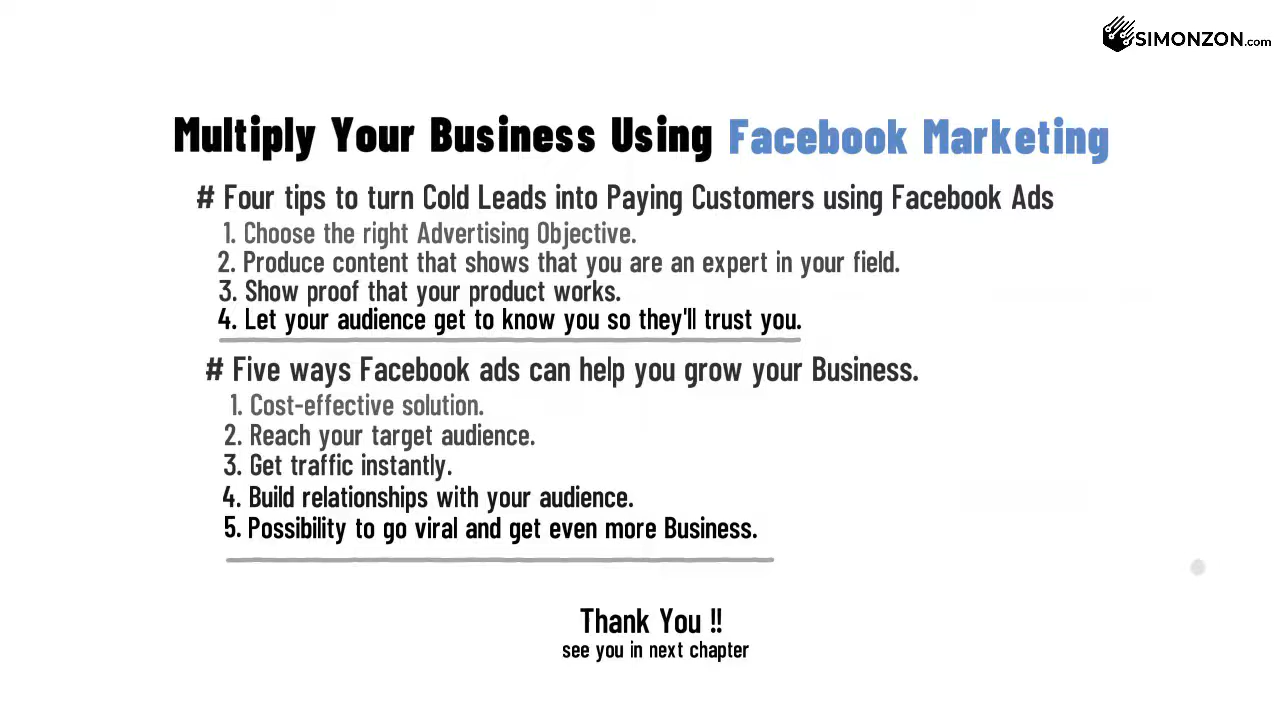 SIMONZON.com
Multiply Your Business Using Facebook Marketing
# Four tips to turn Cold Leads into Paying Customers using Facebook Ads
1. Choose the right Advertising Objective.
2. Produce content that shows that you are an expert in your field.
3. Show proof that your product works.
4. Let your audience get to know you so they'll trust you.
# Five ways Facebook ads can help you grow your Business.
1. Cost-effective solution.
2. Reach your target audience.
3. Get traffic instantly.
4. Build relationships with your audience.
5. Possibility to go viral and get even more Business.
Thank You !!
see you in next chapter